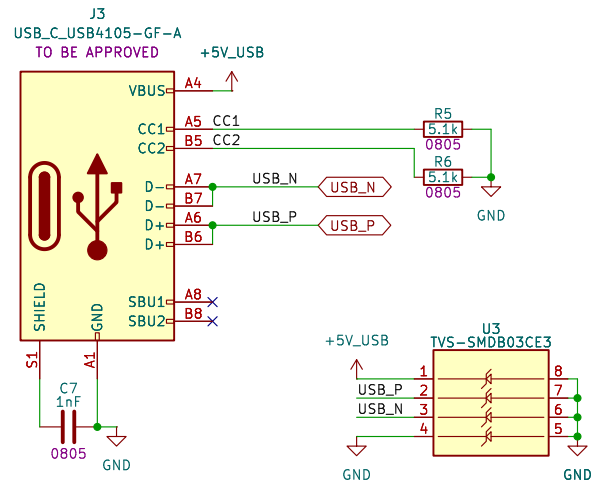 J3
USB_C_USB4105-GF-A
TO BE APPROVED
+5V_USB
VBUS A4
CC1 A5 CC1
CC2 B5 CC2
R5
5.1k
0805
R6
5.1k
0805
GND
D- A7 USB_N USB_N
D- B7
D+ A6 USB_P USB_P
D+ B6
SBU1 A8
SBU2 B8
SHIELD
GND
S1
A1
C7
1nF
0805
GND
+5V_USB
U3
TVS-SMDB03CE3
1 8
USB_P 2 7
USB_N 3 6
4 5
GND
GND